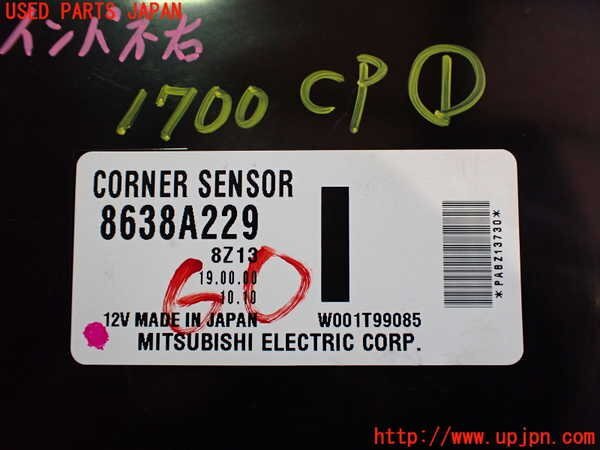 USED PARTS JAPAN
インパネ右
1700 CP ①
CORNER SENSOR
8638A229
8Z13
19.00.00
10.10
GO
12V MADE IN JAPAN
W001T99085
MITSUBISHI ELECTRIC CORP.
*PABZ13730*
http://www.upjpn.com